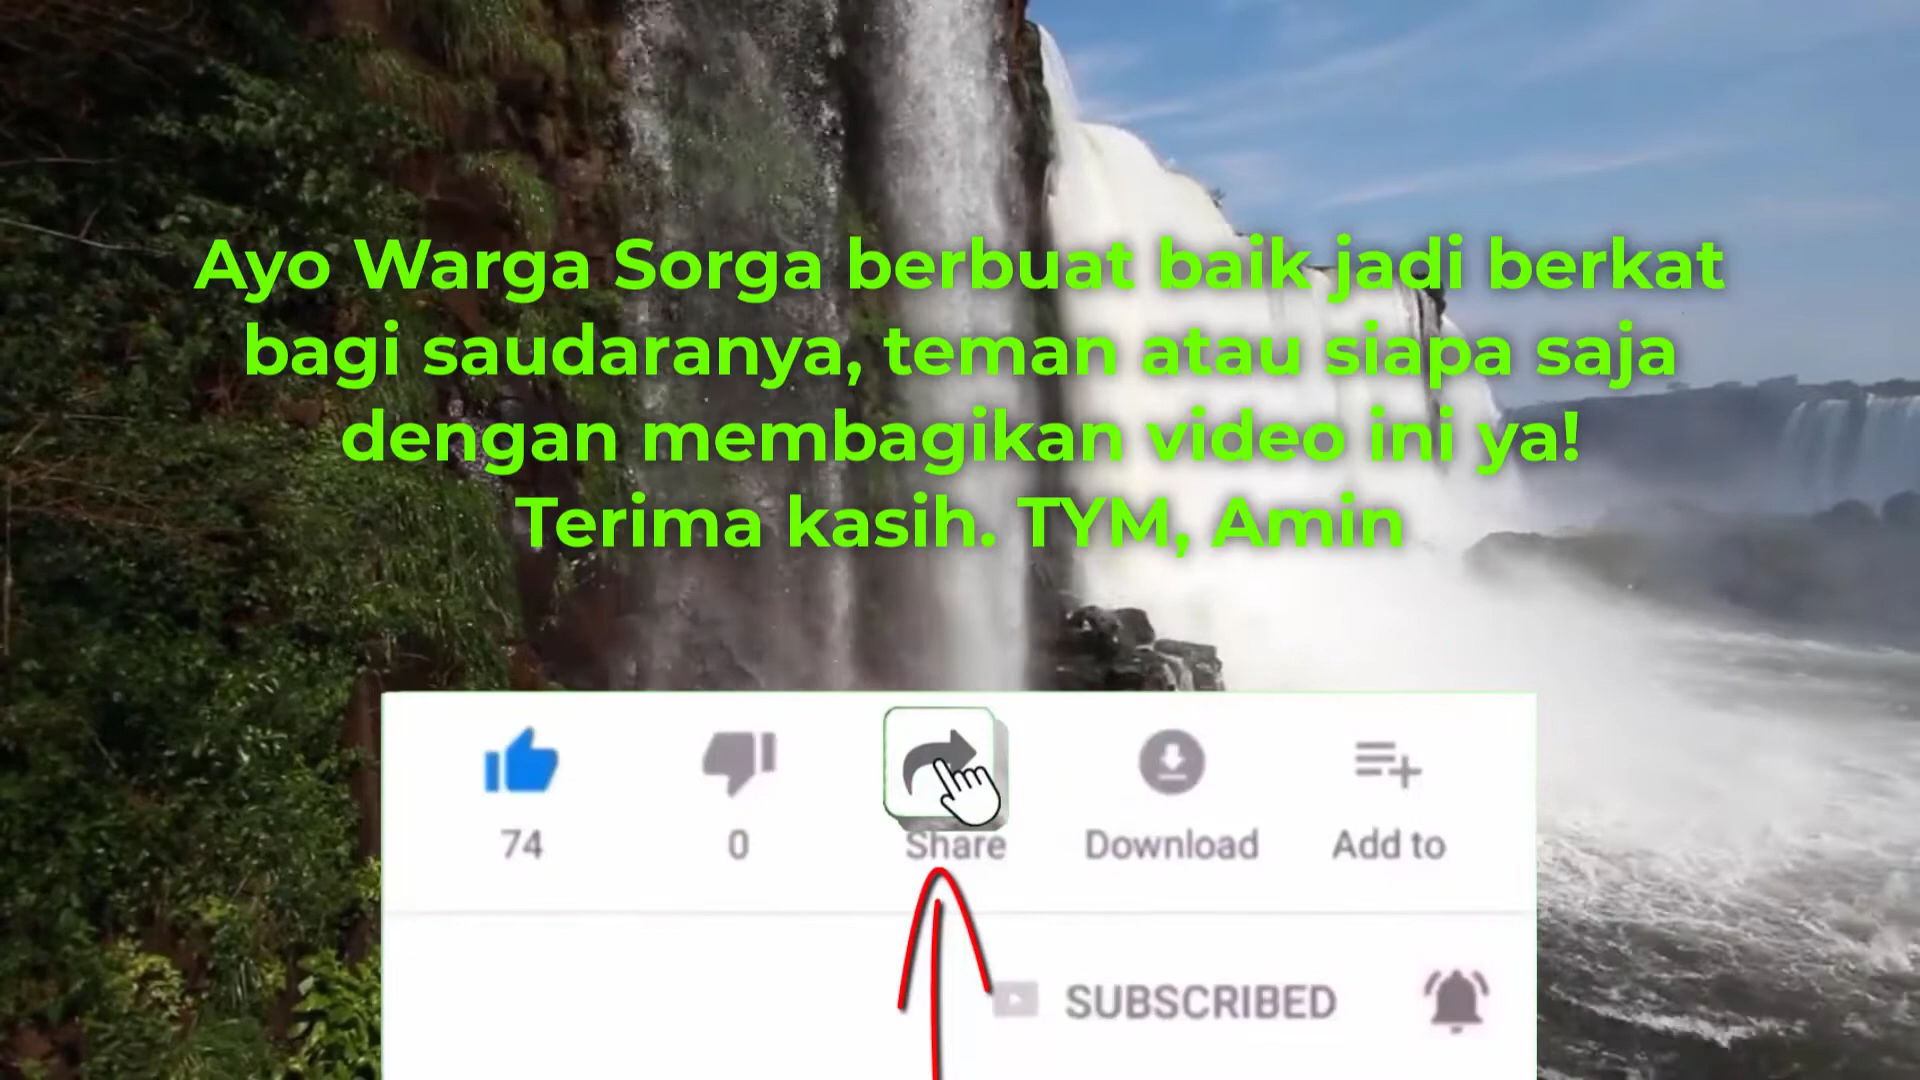 Ayo Warga Sorga berbuat baik jadi berkat
bagi saudaranya, teman atau siapa saja
dengan membagikan video ini ya!
Terima kasih. TYM, Amin
74 0 Share Download Add to
SUBSCRIBED